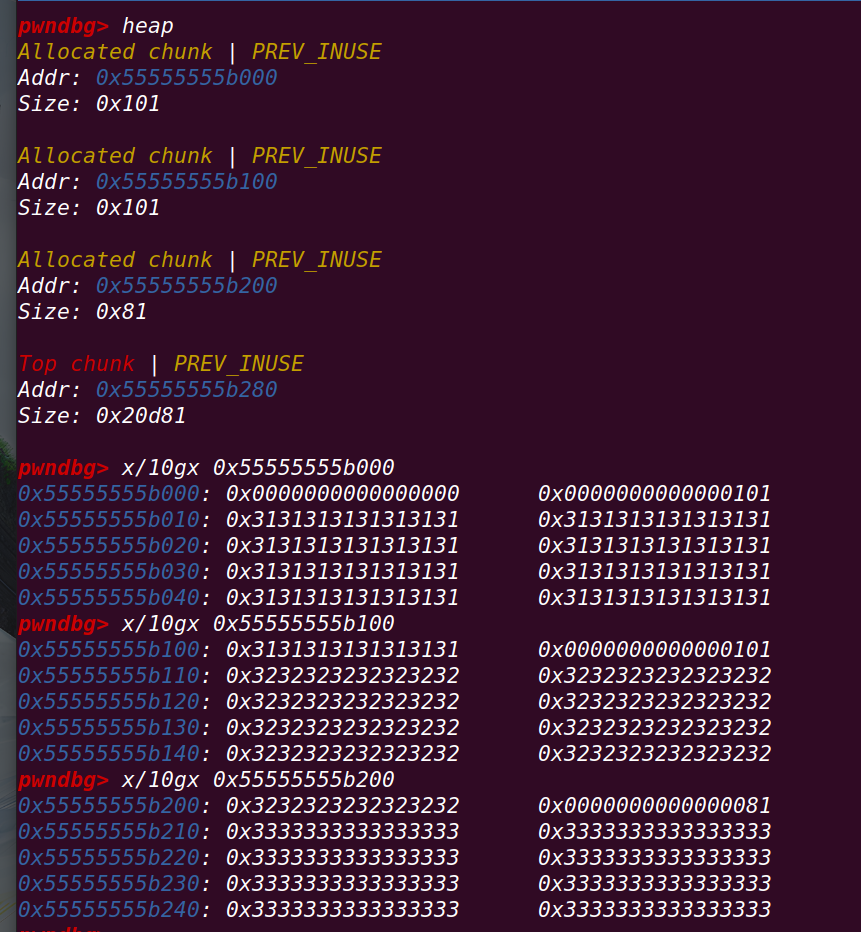 pwndbg> heap
Allocated chunk | PREV_INUSE
Addr: 0x55555555b000
Size: 0x101
Allocated chunk | PREV_INUSE
Addr: 0x55555555b100
Size: 0x101
Allocated chunk | PREV_INUSE
Addr: 0x55555555b200
Size: 0x81
Top chunk | PREV_INUSE
Addr: 0x55555555b280
Size: 0x20d81
pwndbg> x/10gx 0x55555555b000
0x55555555b000: 0x0000000000000000 0x0000000000000101
0x55555555b010: 0x3131313131313131 0x3131313131313131
0x55555555b020: 0x3131313131313131 0x3131313131313131
0x55555555b030: 0x3131313131313131 0x3131313131313131
0x55555555b040: 0x3131313131313131 0x3131313131313131
pwndbg> x/10gx 0x55555555b100
0x55555555b100: 0x3131313131313131 0x0000000000000101
0x55555555b110: 0x3232323232323232 0x3232323232323232
0x55555555b120: 0x3232323232323232 0x3232323232323232
0x55555555b130: 0x3232323232323232 0x3232323232323232
0x55555555b140: 0x3232323232323232 0x3232323232323232
pwndbg> x/10gx 0x55555555b200
0x55555555b200: 0x3232323232323232 0x0000000000000081
0x55555555b210: 0x3333333333333333 0x3333333333333333
0x55555555b220: 0x3333333333333333 0x3333333333333333
0x55555555b230: 0x3333333333333333 0x3333333333333333
0x55555555b240: 0x3333333333333333 0x3333333333333333